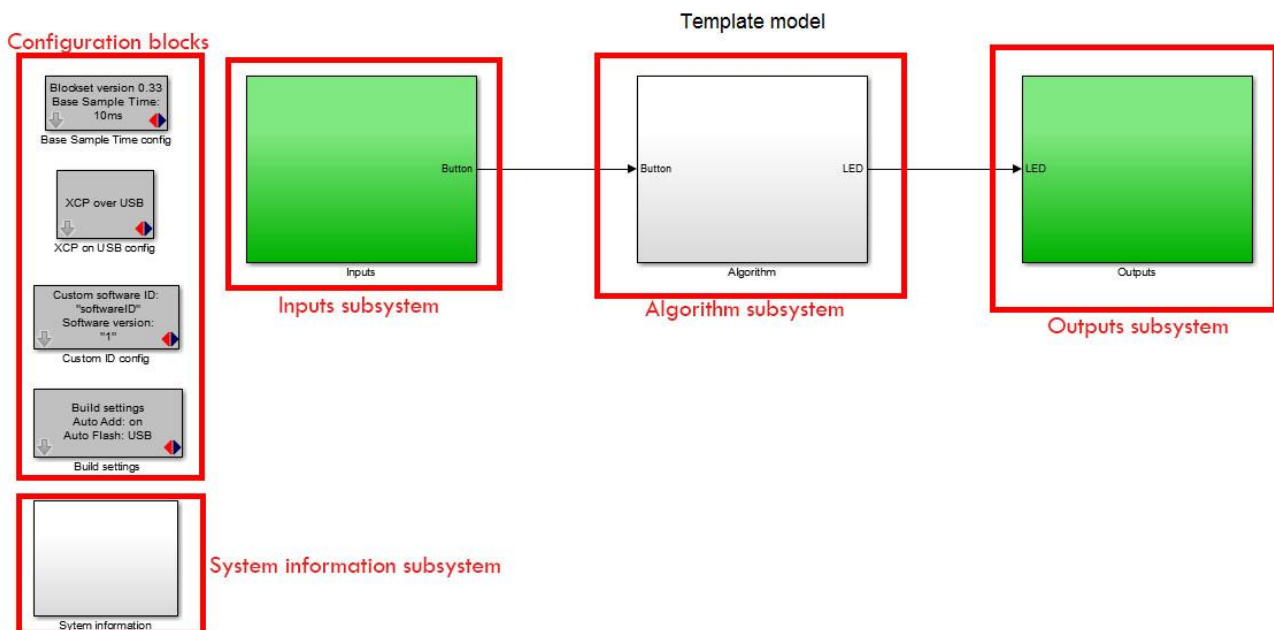 Template model
Configuration blocks
Blockset version 0.33
Base Sample Time:
10ms
Base Sample Time config
XCP over USB
XCP on USB config
Custom software ID:
"softwareID"
Software version:
"1"
Custom ID config
Build settings
Auto Add: on
Auto Flash: USB
Build settings
Sytem information
System information subsystem
Button
Inputs
Inputs subsystem
Button
LED
Algorithm
Algorithm subsystem
LED
Outputs
Outputs subsystem